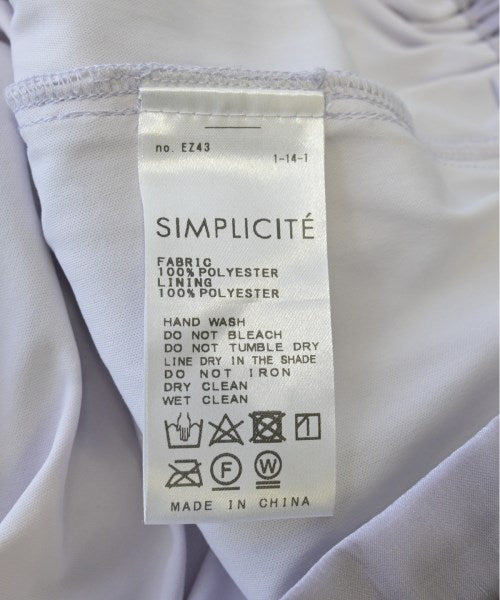 no. EZ43
1-14-1
SIMPLICITÉ
FABRIC
100% POLYESTER
LINING
100% POLYESTER
HAND WASH
DO NOT BLEACH
DO NOT TUMBLE DRY
LINE DRY IN THE SHADE
DO NOT IRON
DRY CLEAN
WET CLEAN
F W
MADE IN CHINA